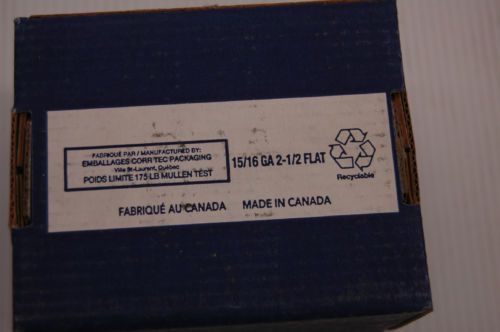 FABRIQUÉ PAR / MANUFACTURED BY:
EMBALLAGES CORR TEC PACKAGING
Ville St-Laurent, Québec
POIDS LIMITE 175 LB MULLEN TEST
15/16 GA 2-1/2 FLAT
Recyclable
FABRIQUÉ AU CANADA MADE IN CANADA